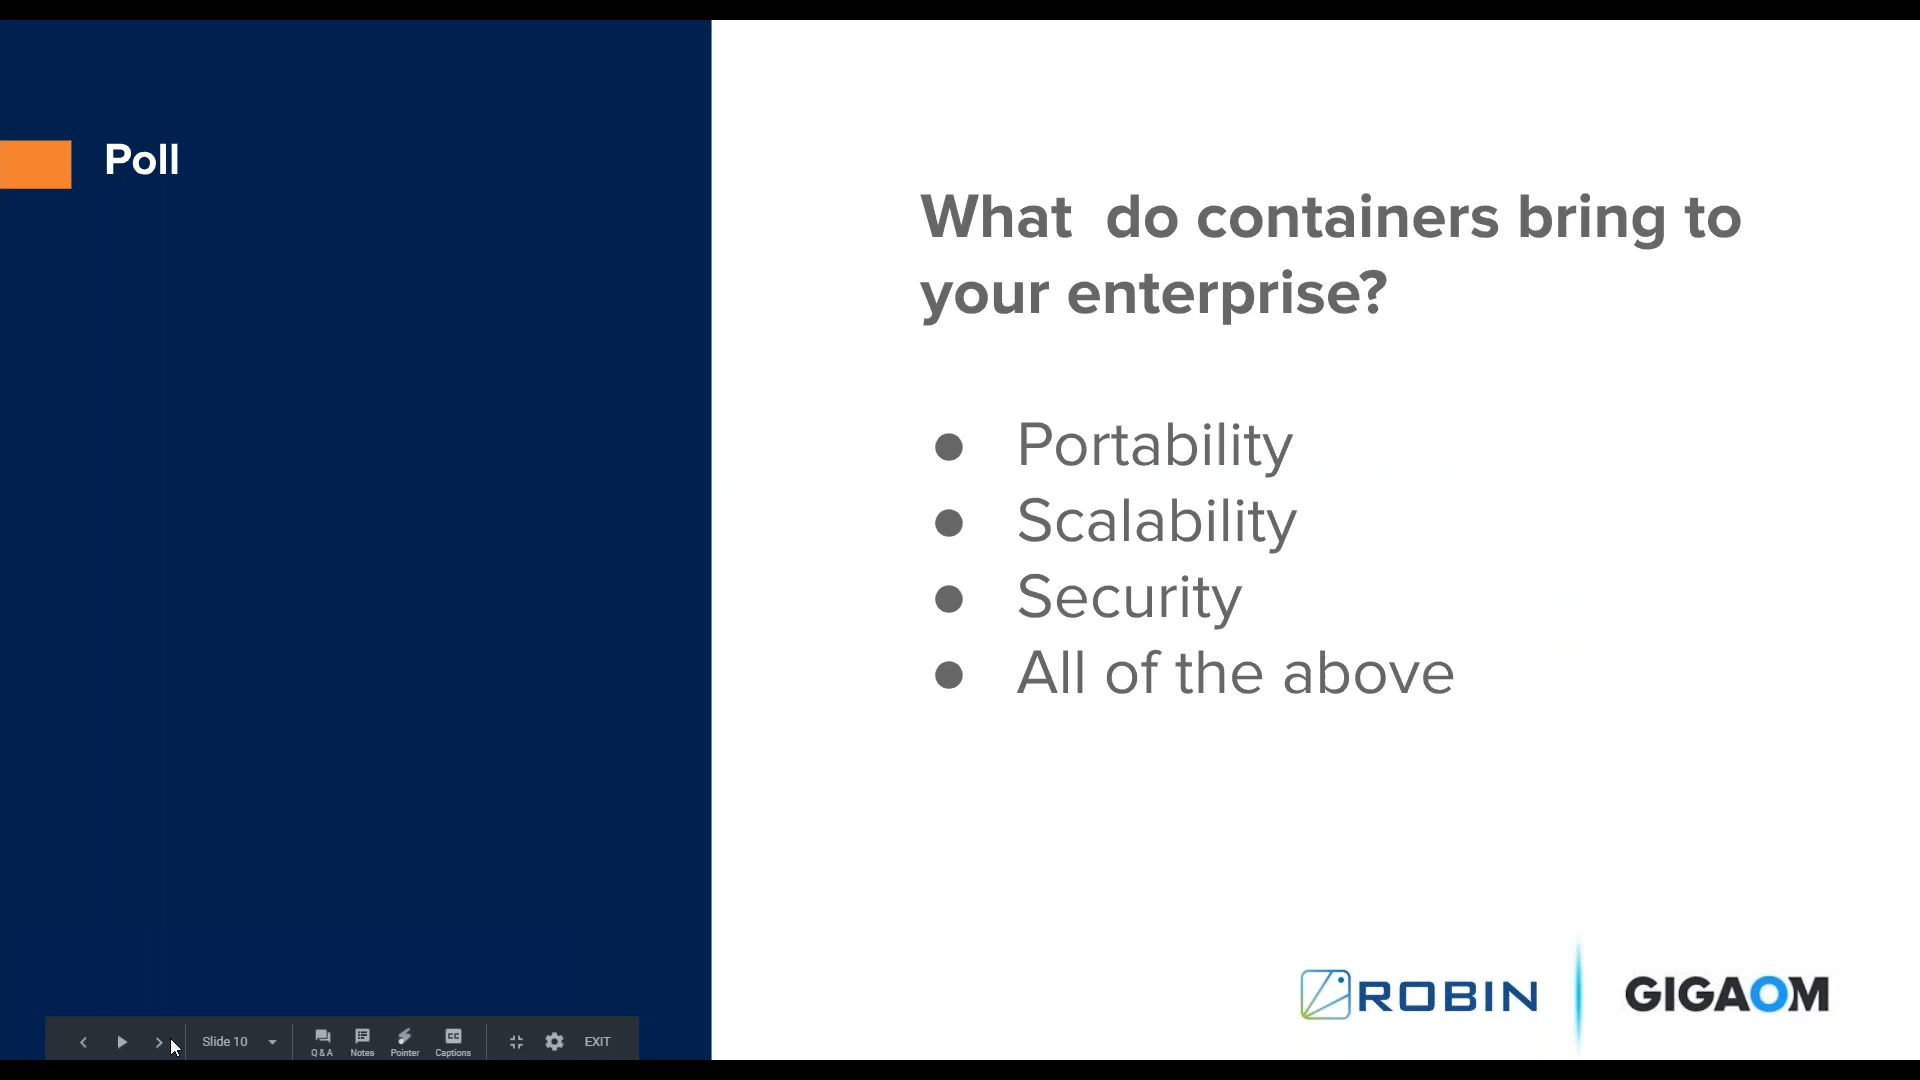 Poll
What  do containers bring to
your enterprise?
● Portability
● Scalability
● Security
● All of the above
ROBIN
GIGAOM
Slide 10
Q & A
Notes
Pointer
CC
Captions
EXIT